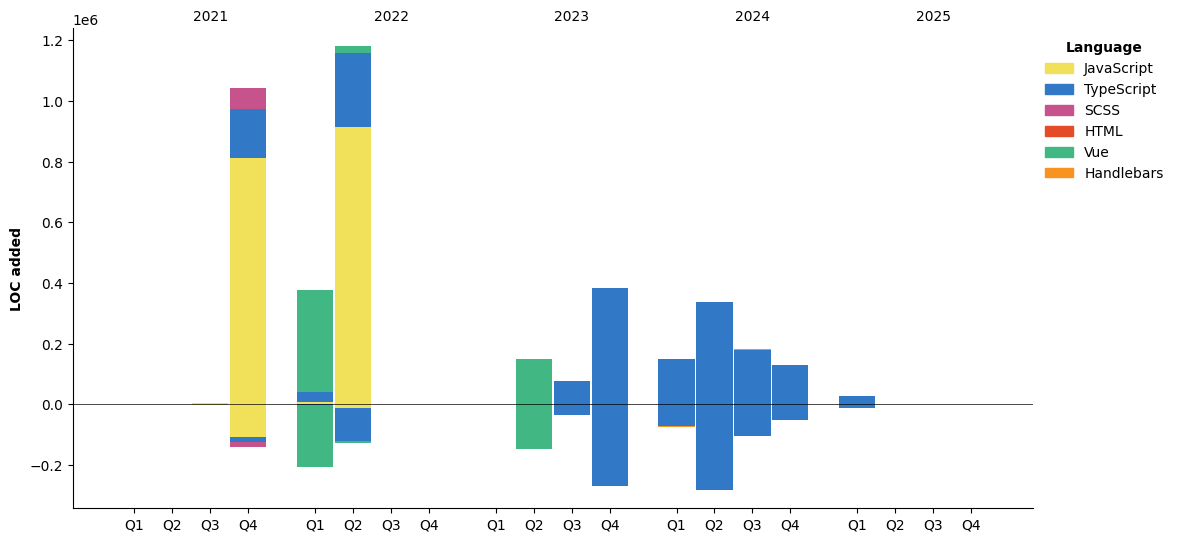 2021 2022 2023 2024 2025
1e6
Language
JavaScript
TypeScript
SCSS
HTML
Vue
Handlebars
LOC added
1.2
1.0
0.8
0.6
0.4
0.2
0.0
−0.2
Q1 Q2 Q3 Q4 Q1 Q2 Q3 Q4 Q1 Q2 Q3 Q4 Q1 Q2 Q3 Q4 Q1 Q2 Q3 Q4